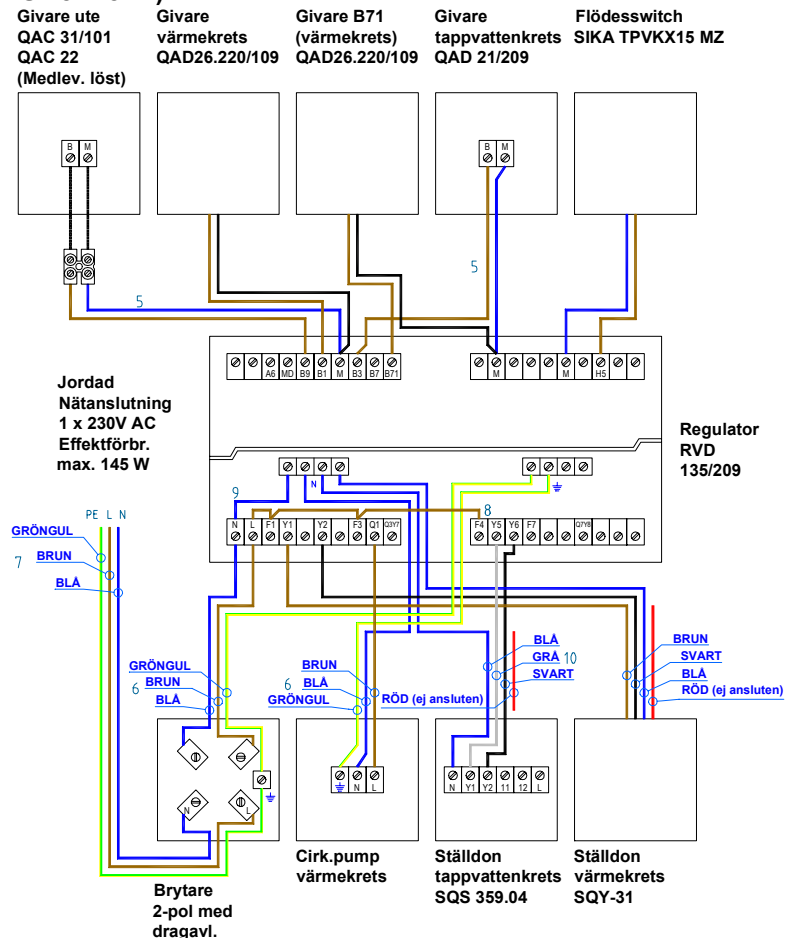 Givare ute
QAC 31/101
QAC 22
(Medlev. löst)
Givare
värmekrets
QAD26.220/109
Givare B71
(värmekrets)
QAD26.220/109
Givare
tappvattenkrets
QAD 21/209
Flödesswitch
SIKA TPVKX15 MZ
B M
B M
5
5
A6 MD B9 B1 M B3 B7 B71
M M H5
Jordad
Nätanslutning
1 x 230V AC
Effektförbr.
max. 145 W
Regulator
RVD
135/209
N
9
8
N L F1 Y1 Y2 F3 Q1 Q3Y7
F4 Y5 Y6 F7 Q7Y8
PE L N
GRÖNGUL
7 BRUN
BLÅ
GRÖNGUL
6 BRUN
BLÅ
BRUN
6 BLÅ
GRÖNGUL
BLÅ
GRÅ 10
SVART
RÖD (ej ansluten)
BRUN
SVART
BLÅ
RÖD (ej ansluten)
N L
N L
N Y1 Y2 11 12 L
Brytare
2-pol med
dragavl.
Cirk.pump
värmekrets
Ställdon
tappvattenkrets
SQS 359.04
Ställdon
värmekrets
SQY-31